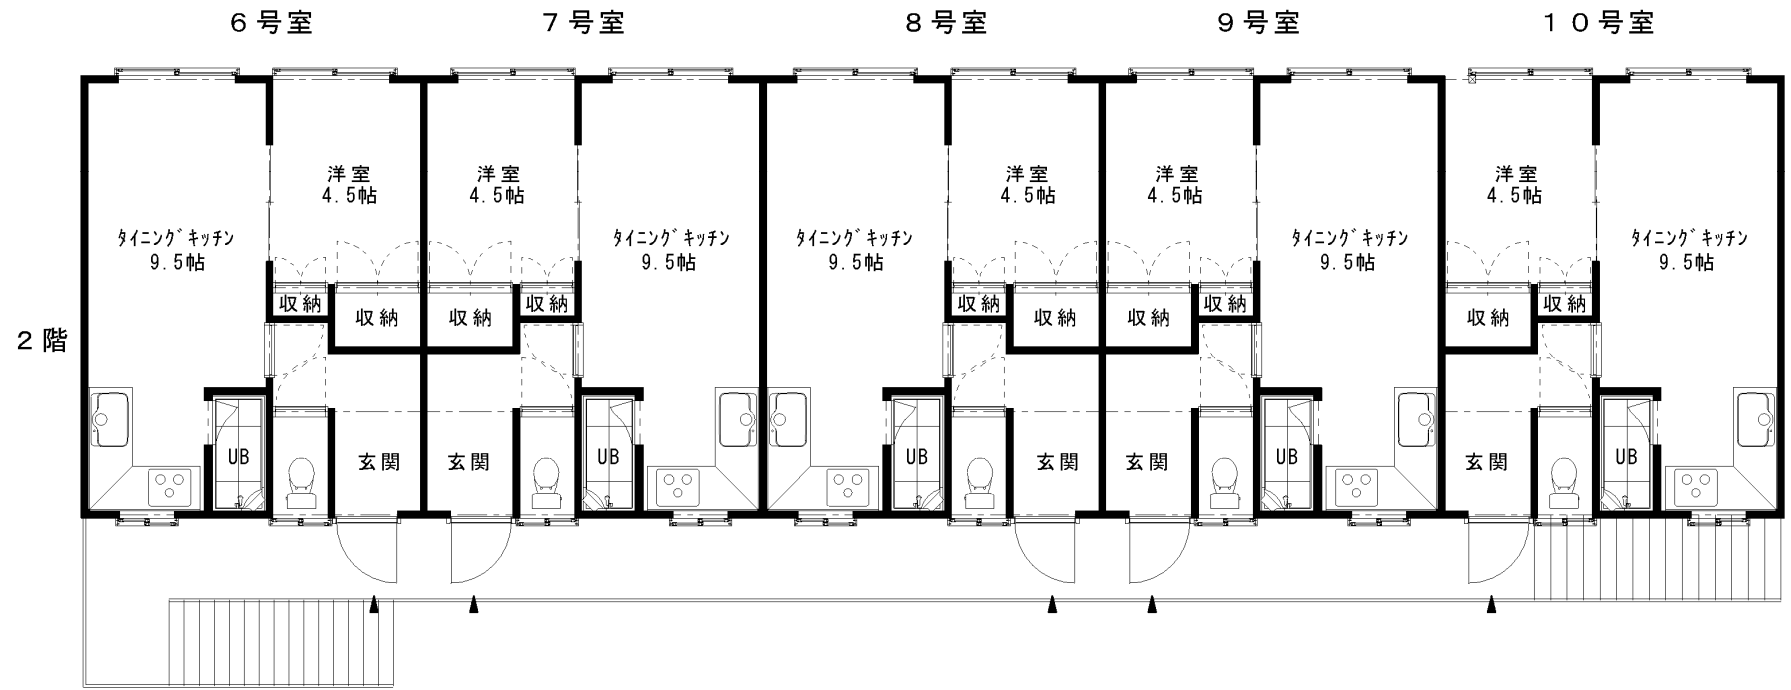 ６号室
７号室
８号室
９号室
１０号室
２階
ﾀｲﾆﾝｸﾞｷｯﾁﾝ
9.5帖
洋室
4.5帖
収納
収納
UB
玄関
洋室
4.5帖
ﾀｲﾆﾝｸﾞｷｯﾁﾝ
9.5帖
収納
収納
玄関
UB
ﾀｲﾆﾝｸﾞｷｯﾁﾝ
9.5帖
洋室
4.5帖
収納
収納
UB
玄関
洋室
4.5帖
ﾀｲﾆﾝｸﾞｷｯﾁﾝ
9.5帖
収納
収納
玄関
UB
洋室
4.5帖
ﾀｲﾆﾝｸﾞｷｯﾁﾝ
9.5帖
収納
収納
玄関
UB